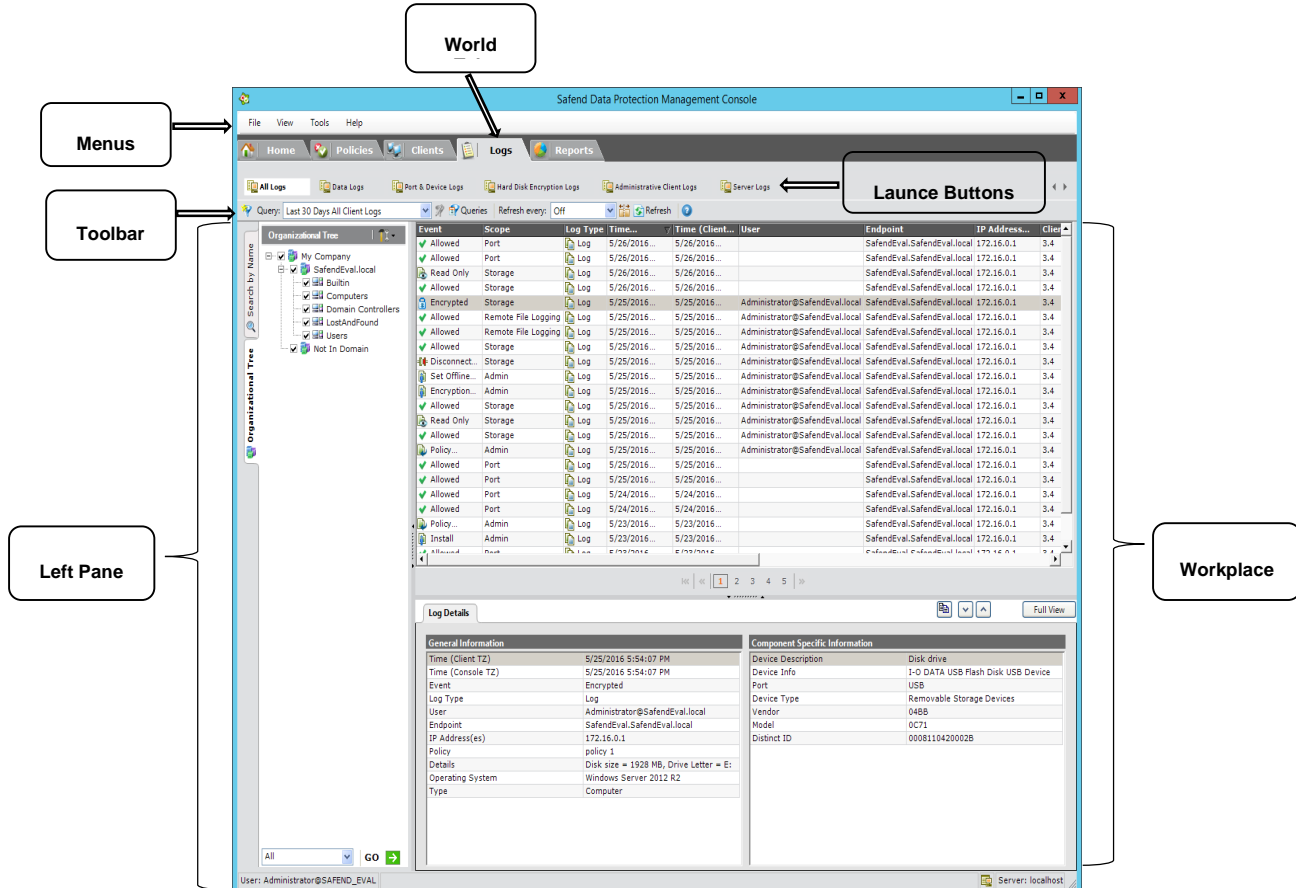 World
Safend Data Protection Management Console
Menus
File View Tools Help
Home Policies Clients Logs Reports
Launce Buttons
All Logs Data Logs Port & Device Logs Hard Disk Encryption Logs Administrative Client Logs Server Logs
Toolbar
Query: Last 30 Days All Client Logs Queries Refresh every: Off Refresh
Search by Name
Organizational Tree
Organizational Tree
My Company
SafendEval.local
Builtin
Computers
Domain Controllers
LostAndFound
Users
Not In Domain
Event Scope Log Type Time... Time (Client... User Endpoint IP Address... Clier
Allowed Port Log 5/26/2016... 5/26/2016... SafendEval.SafendEval.local 172.16.0.1 3.4
Allowed Port Log 5/26/2016... 5/26/2016... SafendEval.SafendEval.local 172.16.0.1 3.4
Read Only Storage Log 5/26/2016... 5/26/2016... SafendEval.SafendEval.local 172.16.0.1 3.4
Allowed Storage Log 5/26/2016... 5/26/2016... SafendEval.SafendEval.local 172.16.0.1 3.4
Encrypted Storage Log 5/25/2016... 5/25/2016... Administrator@SafendEval.local SafendEval.SafendEval.local 172.16.0.1 3.4
Allowed Remote File Logging Log 5/25/2016... 5/25/2016... Administrator@SafendEval.local SafendEval.SafendEval.local 172.16.0.1 3.4
Allowed Remote File Logging Log 5/25/2016... 5/25/2016... Administrator@SafendEval.local SafendEval.SafendEval.local 172.16.0.1 3.4
Allowed Storage Log 5/25/2016... 5/25/2016... Administrator@SafendEval.local SafendEval.SafendEval.local 172.16.0.1 3.4
Disconnect... Storage Log 5/25/2016... 5/25/2016... Administrator@SafendEval.local SafendEval.SafendEval.local 172.16.0.1 3.4
Set Offline... Admin Log 5/25/2016... 5/25/2016... Administrator@SafendEval.local SafendEval.SafendEval.local 172.16.0.1 3.4
Encryption... Admin Log 5/25/2016... 5/25/2016... Administrator@SafendEval.local SafendEval.SafendEval.local 172.16.0.1 3.4
Allowed Storage Log 5/25/2016... 5/25/2016... Administrator@SafendEval.local SafendEval.SafendEval.local 172.16.0.1 3.4
Read Only Storage Log 5/25/2016... 5/25/2016... Administrator@SafendEval.local SafendEval.SafendEval.local 172.16.0.1 3.4
Allowed Storage Log 5/25/2016... 5/25/2016... Administrator@SafendEval.local SafendEval.SafendEval.local 172.16.0.1 3.4
Policy... Admin Log 5/25/2016... 5/25/2016... Administrator@SafendEval.local SafendEval.SafendEval.local 172.16.0.1 3.4
Allowed Port Log 5/25/2016... 5/25/2016... SafendEval.SafendEval.local 172.16.0.1 3.4
Allowed Port Log 5/25/2016... 5/25/2016... SafendEval.SafendEval.local 172.16.0.1 3.4
Allowed Port Log 5/24/2016... 5/24/2016... SafendEval.SafendEval.local 172.16.0.1 3.4
Allowed Port Log 5/24/2016... 5/24/2016... SafendEval.SafendEval.local 172.16.0.1 3.4
Policy... Admin Log 5/23/2016... 5/23/2016... SafendEval.SafendEval.local 172.16.0.1 3.4
Install Admin Log 5/23/2016... 5/23/2016... SafendEval.SafendEval.local 172.16.0.1 3.4
Allowed Port Log 5/23/2016 5/23/2016 SafendEval.SafendEval.local 172.16.0.1 3.4
Left Pane
Workplace
1 2 3 4 5
Log Details Full View
General Information
Time (Client TZ) 5/25/2016 5:54:07 PM
Time (Console TZ) 5/25/2016 5:54:07 PM
Event Encrypted
Log Type Log
User Administrator@SafendEval.local
Endpoint SafendEval.SafendEval.local
IP Address(es) 172.16.0.1
Policy policy 1
Details Disk size = 1928 MB, Drive Letter = E:
Operating System Windows Server 2012 R2
Type Computer
Component Specific Information
Device Description Disk drive
Device Info I-O DATA USB Flash Disk USB Device
Port USB
Device Type Removable Storage Devices
Vendor 04BB
Model 0C71
Distinct ID 0008110420002B
All GO
User: Administrator@SAFEND_EVAL Server: localhost